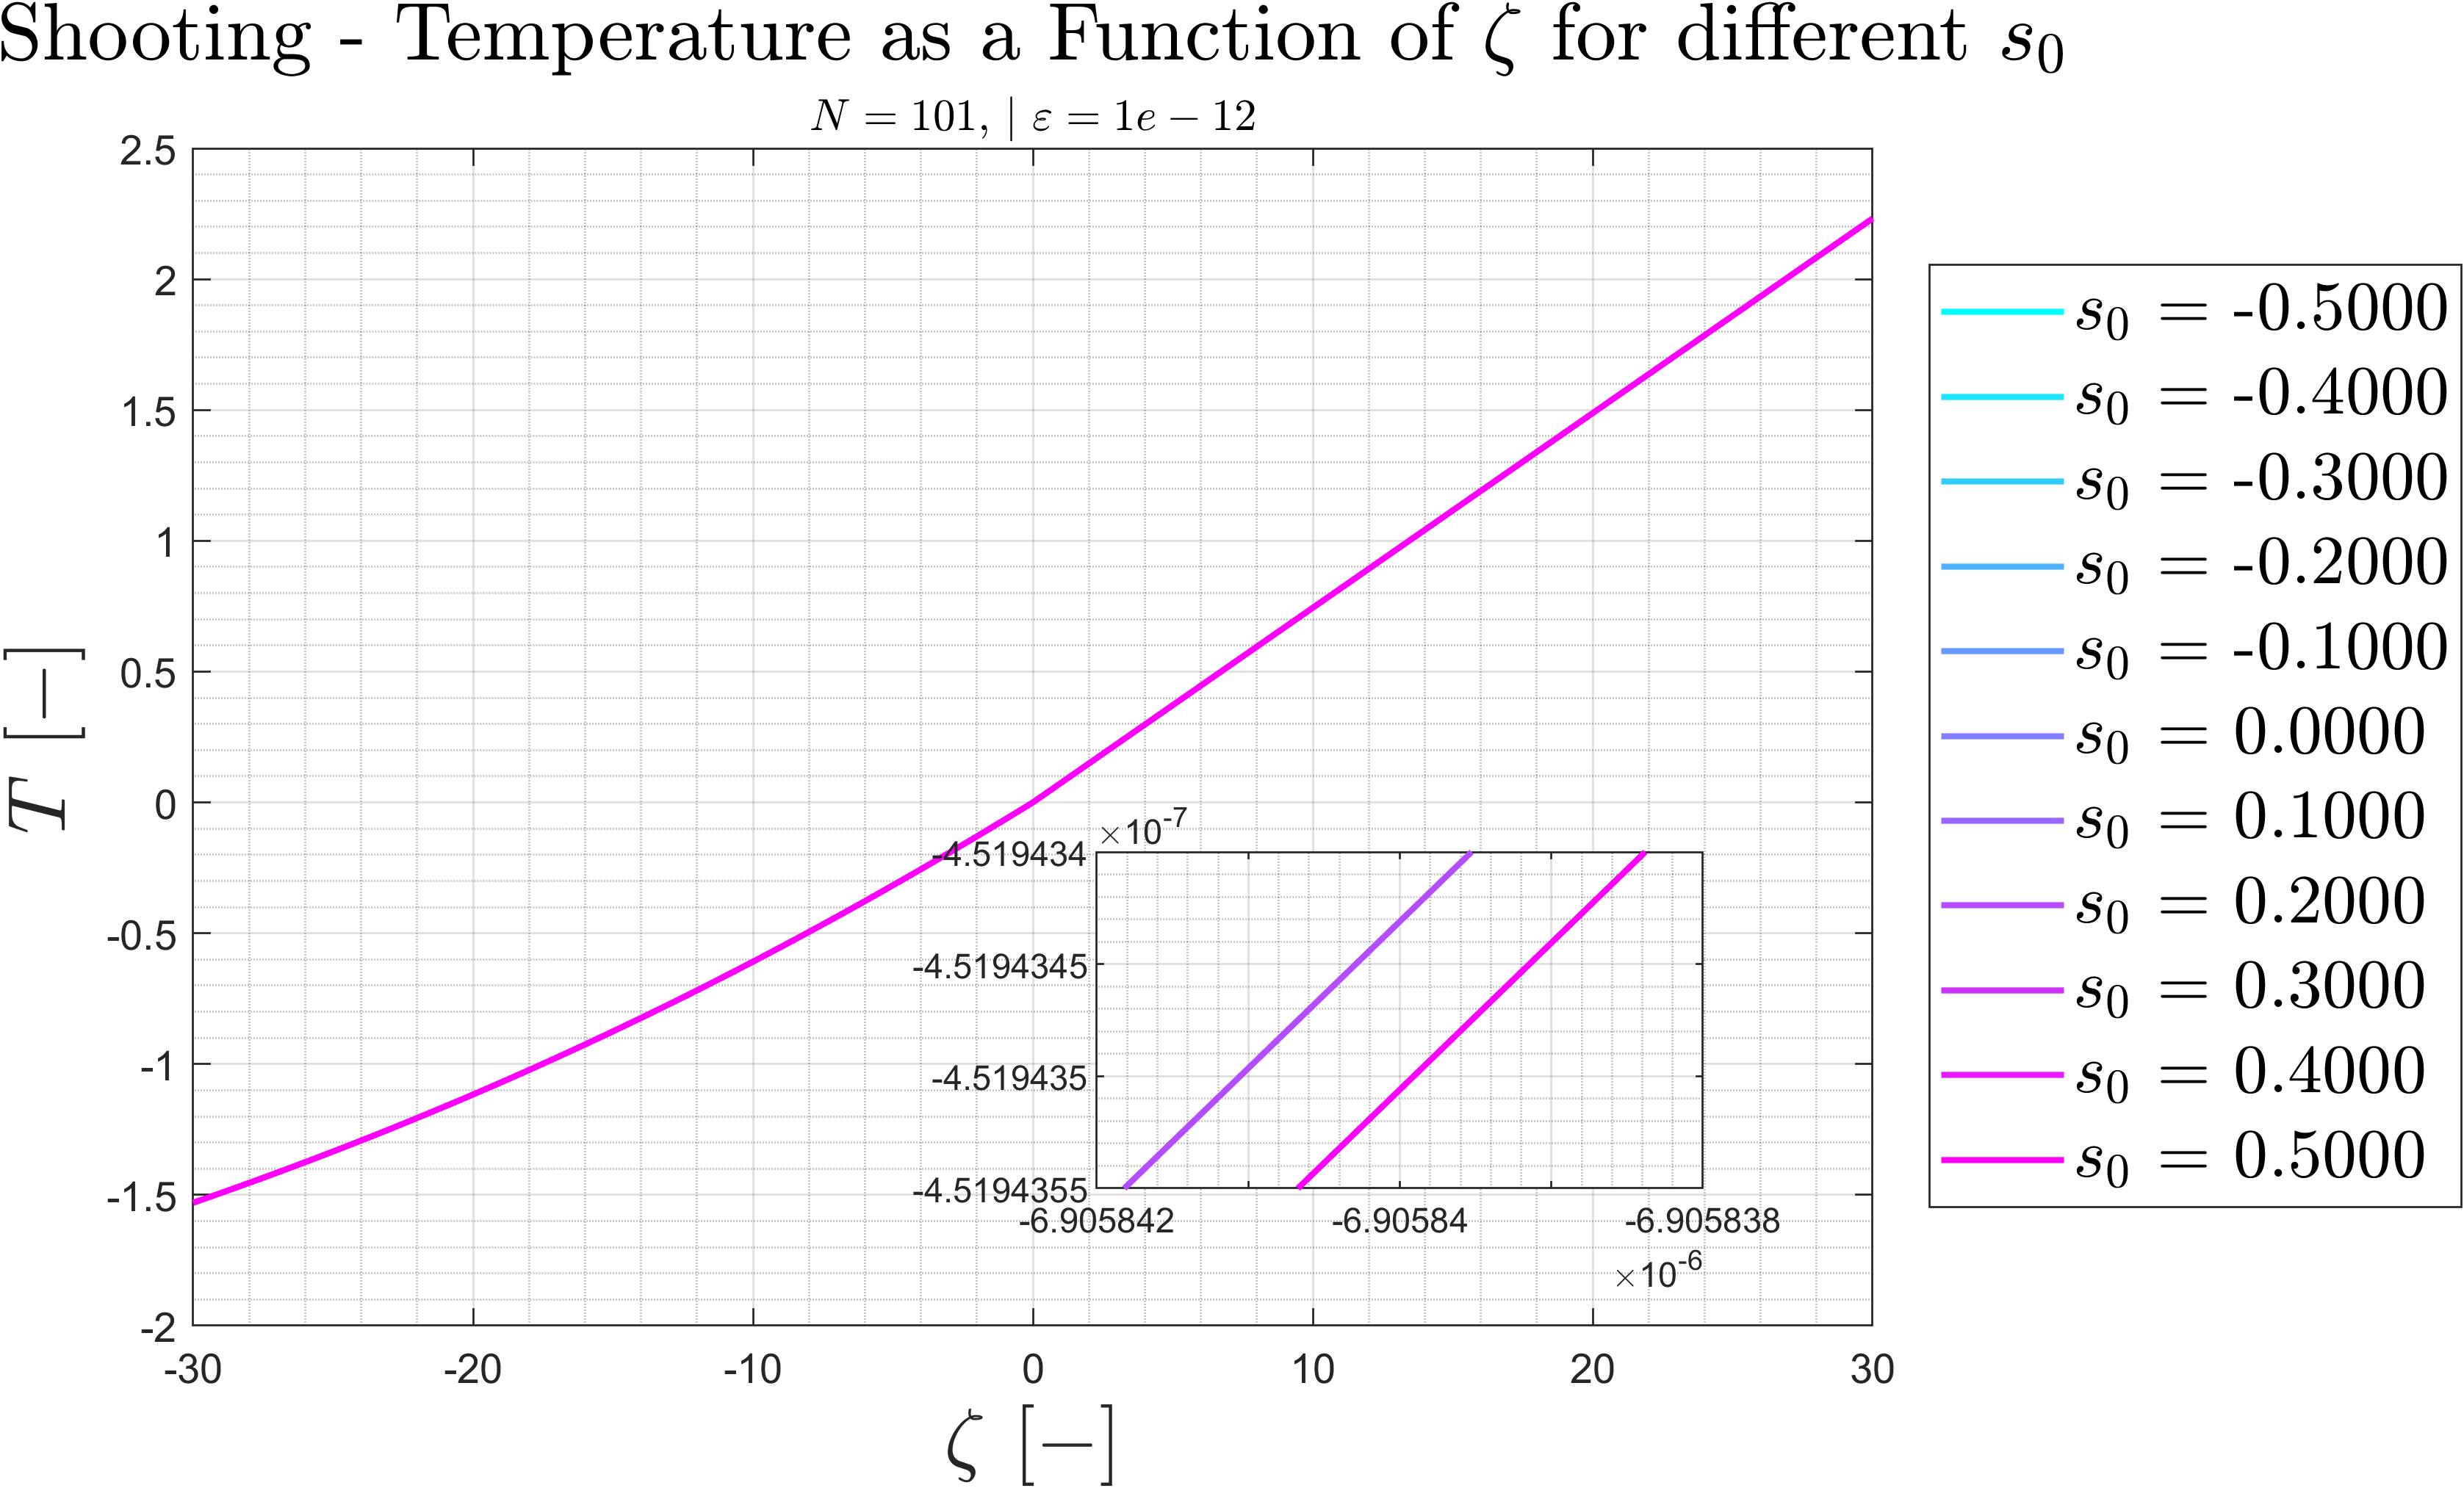 Shooting - Temperature as a Function of ζ for different s₀
N = 101, | ε = 1e − 12
2.5
2
1.5
1
0.5
0
-0.5
-1
-1.5
-2
T [−]
-30
-20
-10
0
10
20
30
ζ [−]
×10⁻⁷
-4.519434
-4.5194345
-4.519435
-4.5194355
-6.905842
-6.90584
-6.905838
×10⁻⁶
s₀ = -0.5000
s₀ = -0.4000
s₀ = -0.3000
s₀ = -0.2000
s₀ = -0.1000
s₀ = 0.0000
s₀ = 0.1000
s₀ = 0.2000
s₀ = 0.3000
s₀ = 0.4000
s₀ = 0.5000